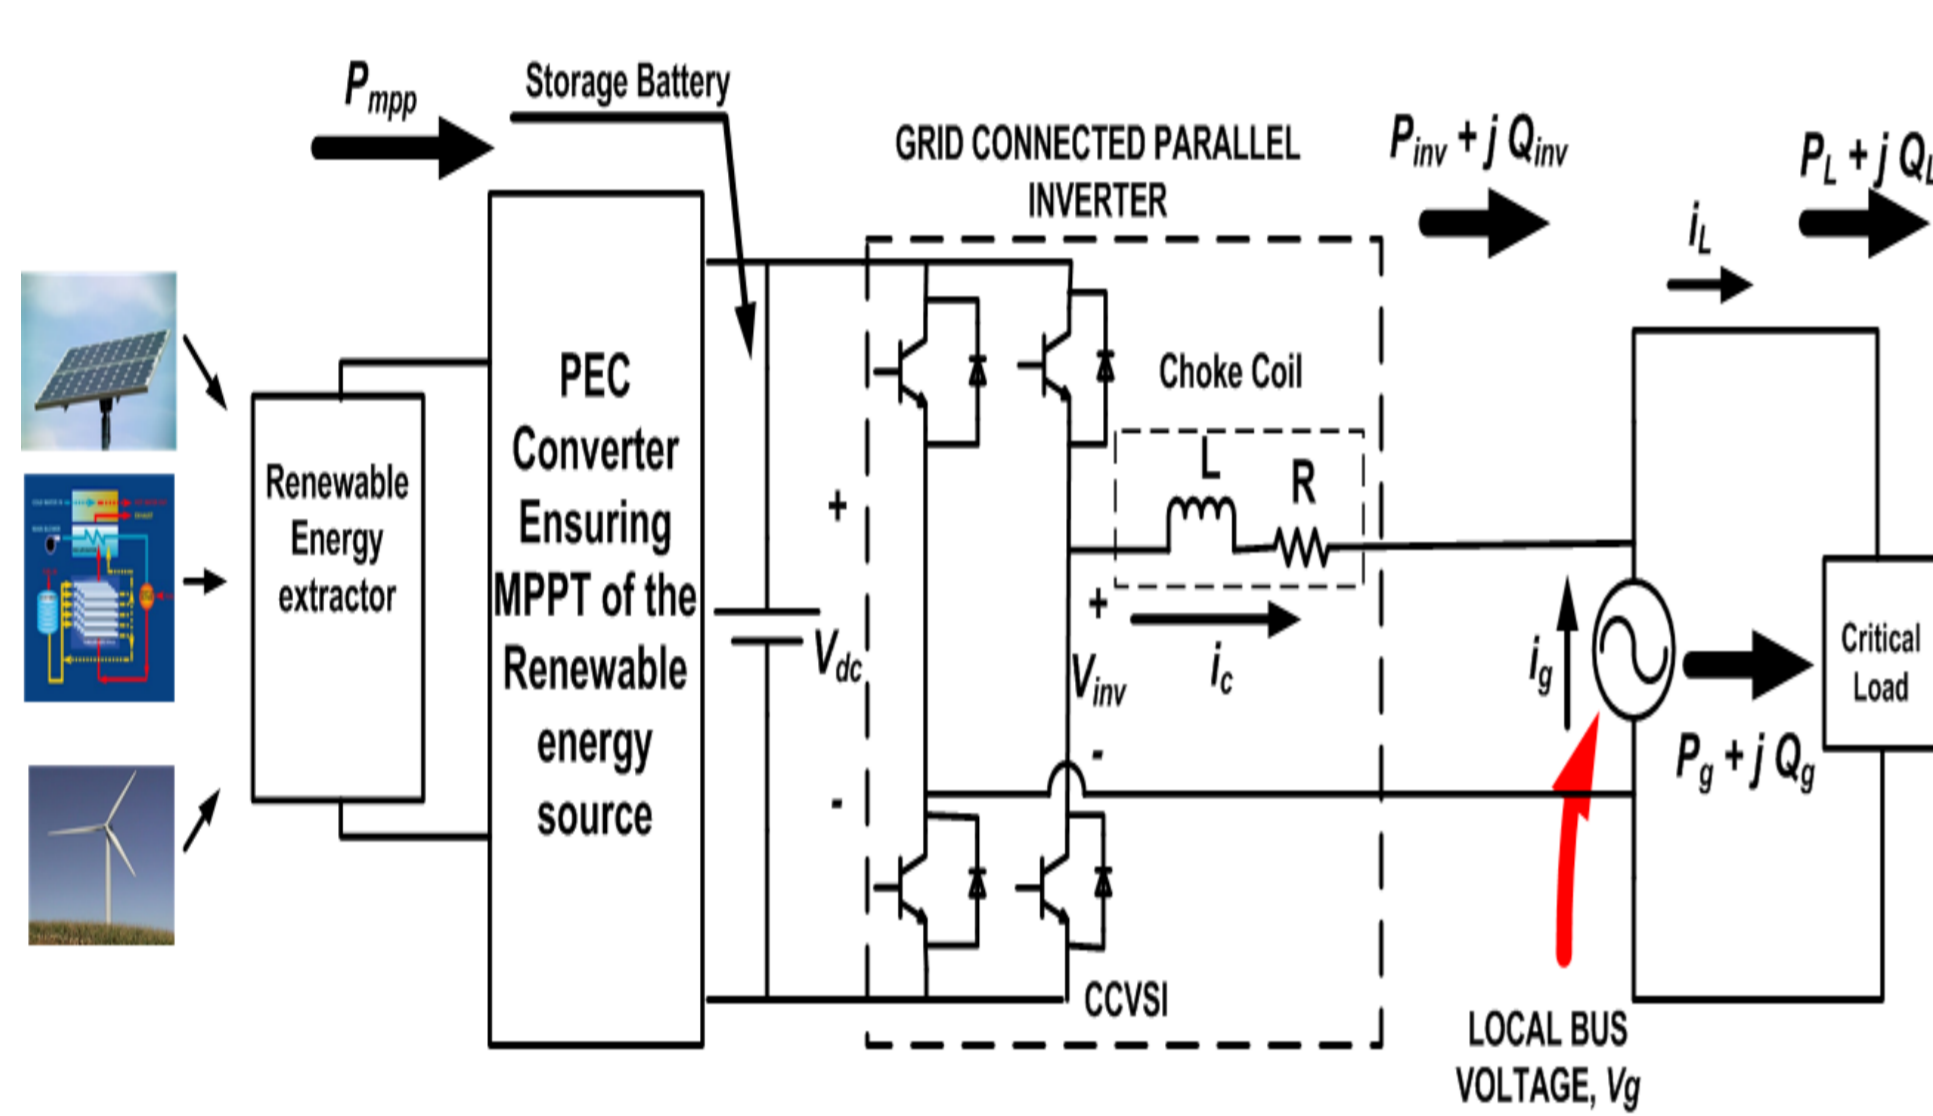 P_mpp
Storage Battery
GRID CONNECTED PARALLEL
INVERTER
P_inv + j Q_inv
P_L + j Q_L
i_L
Renewable
Energy
extractor
PEC
Converter
Ensuring
MPPT of the
Renewable
energy
source
+
V_dc
-
Choke Coil
L
R
+
V_inv
-
i_c
i_g
P_g + j Q_g
Critical
Load
CCVSI
LOCAL BUS
VOLTAGE, Vg